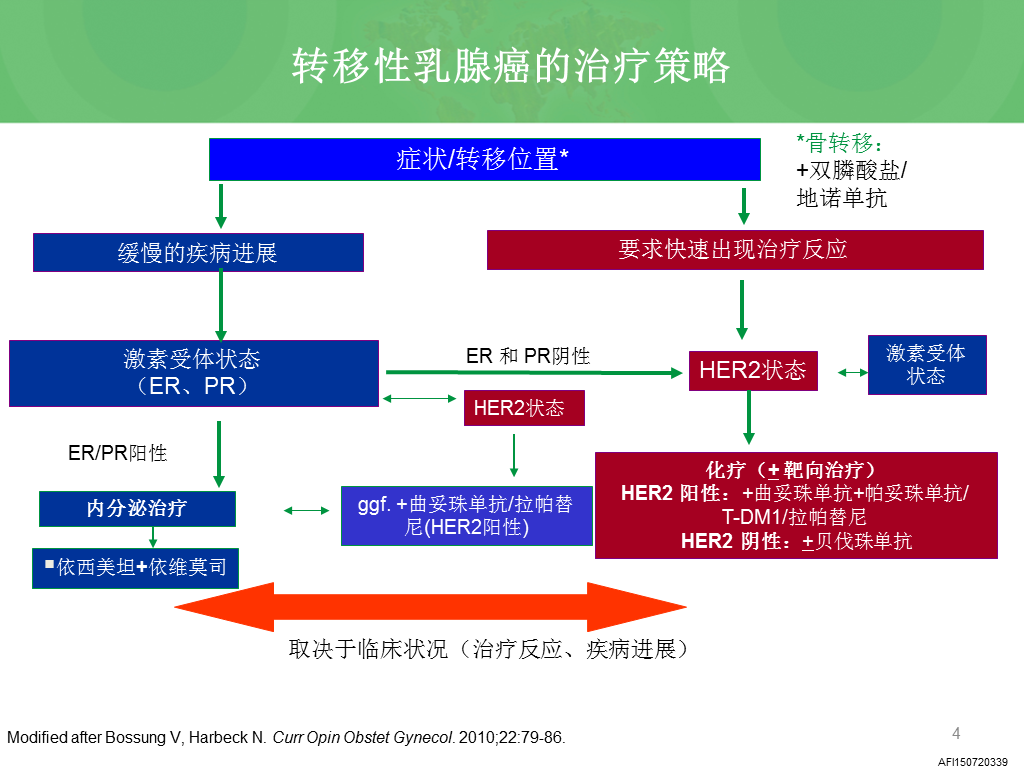 转移性乳腺癌的治疗策略
症状/转移位置*
*骨转移：
+双膦酸盐/
地诺单抗
缓慢的疾病进展
要求快速出现治疗反应
激素受体状态
（ER、PR）
ER 和 PR阴性
HER2状态
HER2状态
激素受体
状态
ER/PR阳性
内分泌治疗
▪依西美坦+依维莫司
ggf. +曲妥珠单抗/拉帕替
尼(HER2阳性)
化疗（+ 靶向治疗）
HER2 阳性：+曲妥珠单抗+帕妥珠单抗/
T-DM1/拉帕替尼
HER2 阴性：+贝伐珠单抗
取决于临床状况（治疗反应、疾病进展）
Modified after Bossung V, Harbeck N. Curr Opin Obstet Gynecol. 2010;22:79-86.
4
AFI150720339